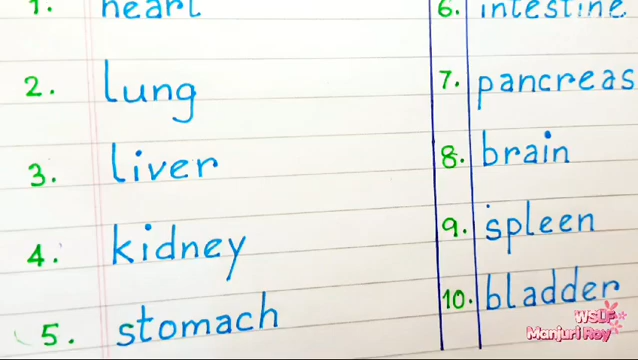 1. heart
2. lung
3. liver
4. kidney
5. stomach
6. intestine
7. pancreas
8. brain
9. spleen
10. bladder
WSLF
Manjuri Roy